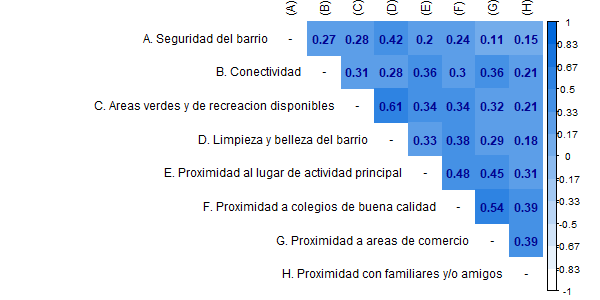 (A) (B) (C) (D) (E) (F) (G) (H)
A. Seguridad del barrio - 0.27 0.28 0.42 0.2 0.24 0.11 0.15
B. Conectividad - 0.31 0.28 0.36 0.3 0.36 0.21
C. Areas verdes y de recreacion disponibles - 0.61 0.34 0.34 0.32 0.21
D. Limpieza y belleza del barrio - 0.33 0.38 0.29 0.18
E. Proximidad al lugar de actividad principal - 0.48 0.45 0.31
F. Proximidad a colegios de buena calidad - 0.54 0.39
G. Proximidad a areas de comercio - 0.39
H. Proximidad con familiares y/o amigos -
1
0.83
0.67
0.5
0.33
0.17
0
-0.17
-0.33
-0.5
-0.67
-0.83
-1